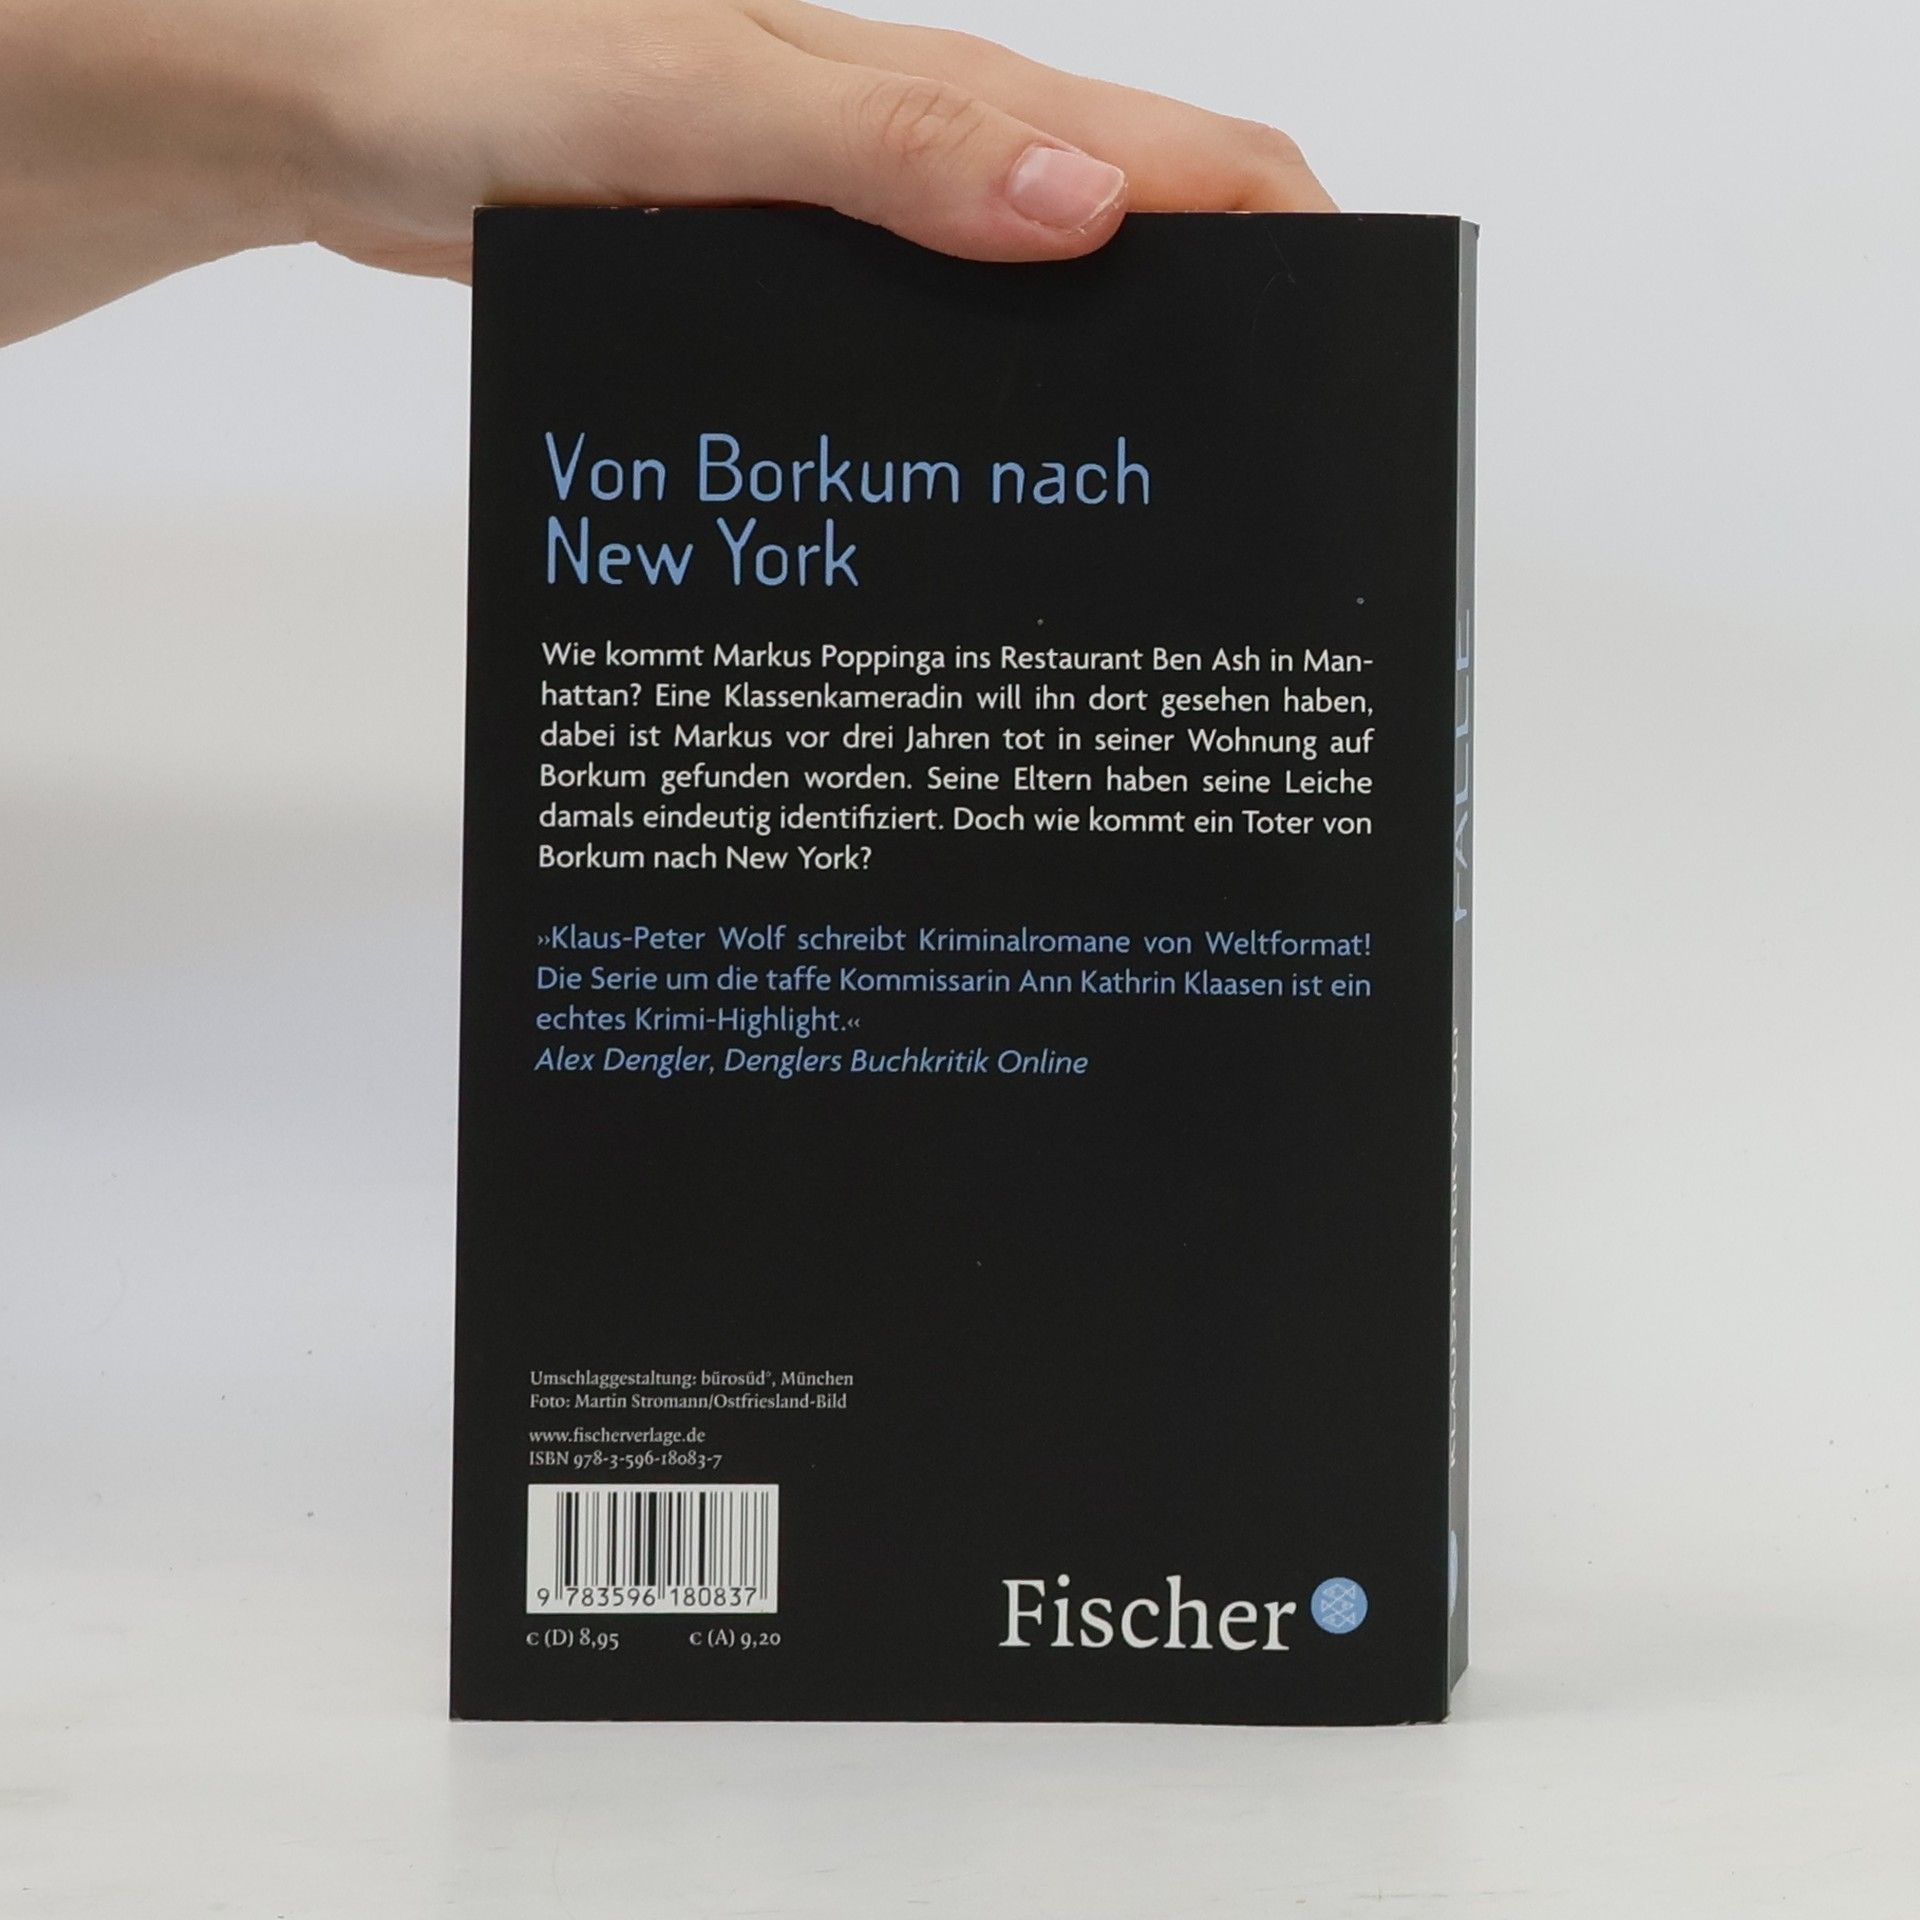 Von Borkum nach
New York
Wie kommt Markus Poppinga ins Restaurant Ben Ash in Man-
hattan? Eine Klassenkameradin will ihn dort gesehen haben,
dabei ist Markus vor drei Jahren tot in seiner Wohnung auf
Borkum gefunden worden. Seine Eltern haben seine Leiche
damals eindeutig identifiziert. Doch wie kommt ein Toter von
Borkum nach New York?
»Klaus-Peter Wolf schreibt Kriminalromane von Weltformat!
Die Serie um die taffe Kommissarin Ann Kathrin Klaasen ist ein
echtes Krimi-Highlight.«
Alex Dengler, Denglers Buchkritik Online
Umschlaggestaltung: bürosüd°, München
Foto: Martin Stromann/Ostfriesland-Bild
www.fischerverlage.de
ISBN 978-3-596-18083-7
9 783596 180837
€ (D) 8,95 € (A) 9,20
Fischer
FALLE
KLAUS-PETER WOLF